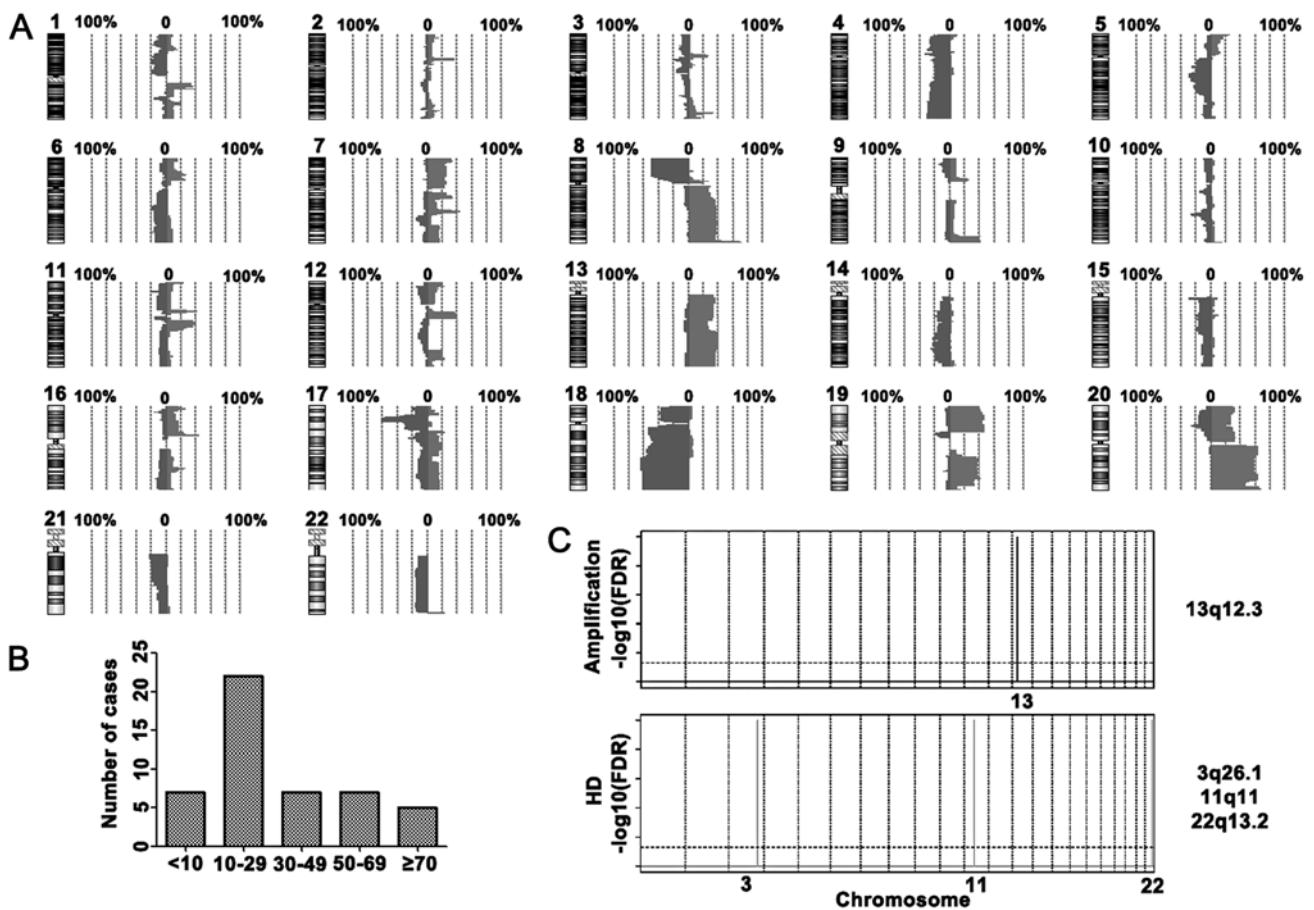 A
1 100% 0 100%
2 100% 0 100%
3 100% 0 100%
4 100% 0 100%
5 100% 0 100%
6 100% 0 100%
7 100% 0 100%
8 100% 0 100%
9 100% 0 100%
10 100% 0 100%
11 100% 0 100%
12 100% 0 100%
13 100% 0 100%
14 100% 0 100%
15 100% 0 100%
16 100% 0 100%
17 100% 0 100%
18 100% 0 100%
19 100% 0 100%
20 100% 0 100%
21 100% 0 100%
22 100% 0 100%
B
Number of cases
25
20
15
10
5
0
<10 10-29 30-49 50-69 ≥70
C
Amplification
-log10(FDR)
13q12.3
13
HD
-log10(FDR)
3q26.1
11q11
22q13.2
3 11 22
Chromosome